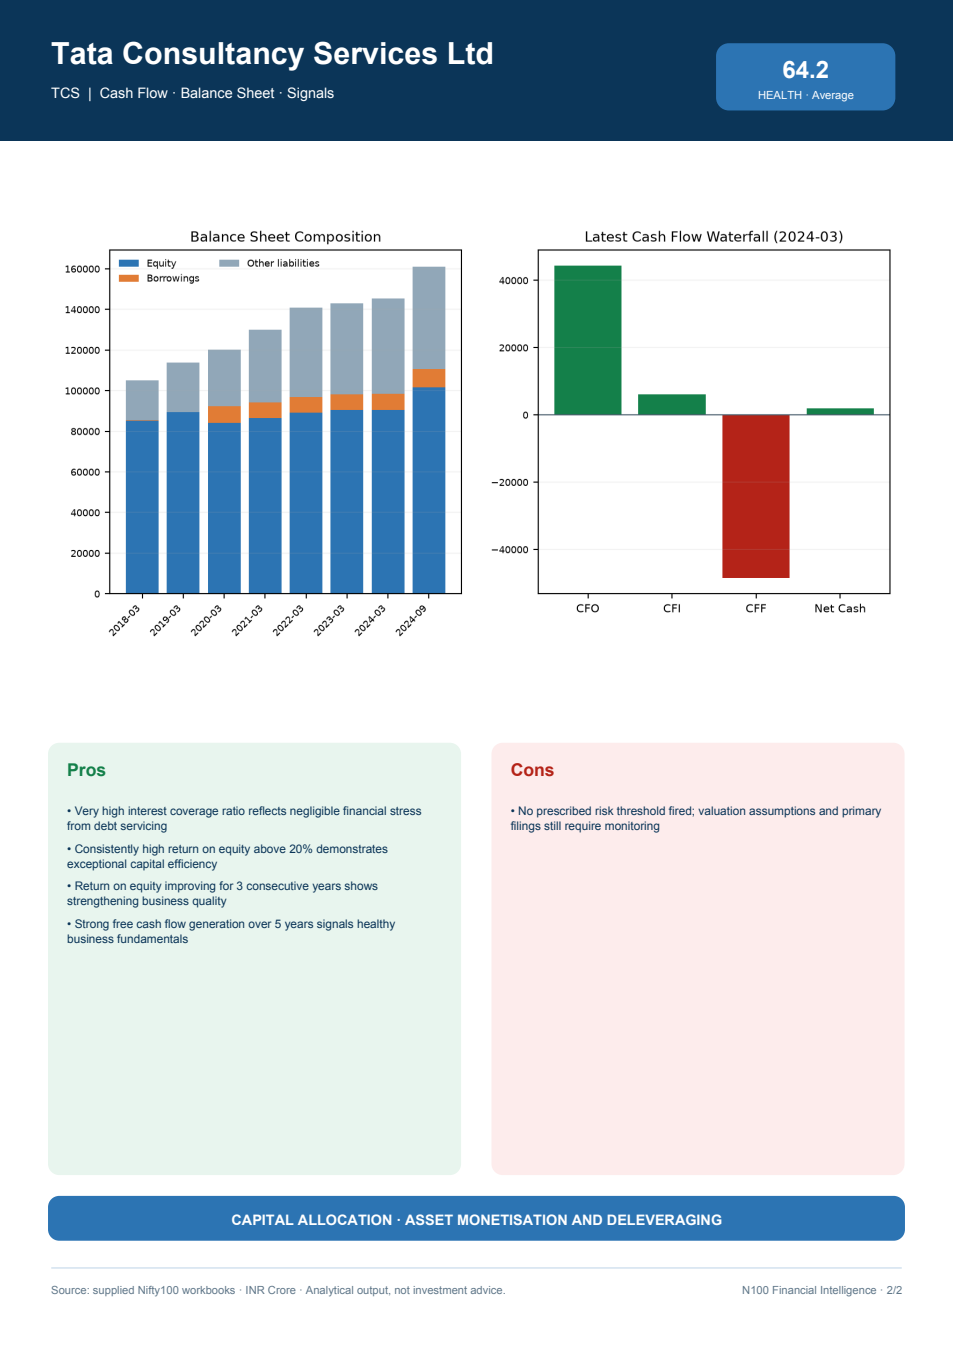 Tata Consultancy Services Ltd
TCS | Cash Flow · Balance Sheet · Signals
64.2
HEALTH · Average
Balance Sheet Composition
Equity
Borrowings
Other liabilities
160000
140000
120000
100000
80000
60000
40000
20000
0
2018-03
2019-03
2020-03
2021-03
2022-03
2023-03
2024-03
2024-09
Latest Cash Flow Waterfall (2024-03)
40000
20000
0
−20000
−40000
CFO
CFI
CFF
Net Cash
Pros
• Very high interest coverage ratio reflects negligible financial stress
from debt servicing
• Consistently high return on equity above 20% demonstrates
exceptional capital efficiency
• Return on equity improving for 3 consecutive years shows
strengthening business quality
• Strong free cash flow generation over 5 years signals healthy
business fundamentals
Cons
• No prescribed risk threshold fired; valuation assumptions and primary
filings still require monitoring
CAPITAL ALLOCATION · ASSET MONETISATION AND DELEVERAGING
Source: supplied Nifty100 workbooks · INR Crore · Analytical output, not investment advice.
N100 Financial Intelligence · 2/2